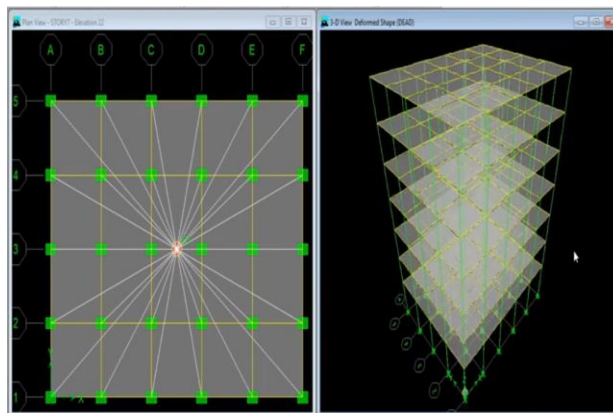 Plan View - STORY7 - Elevation 22
3-D View Deformed Shape (DEAD)
A B C D E F
5
4
3
2
1
X